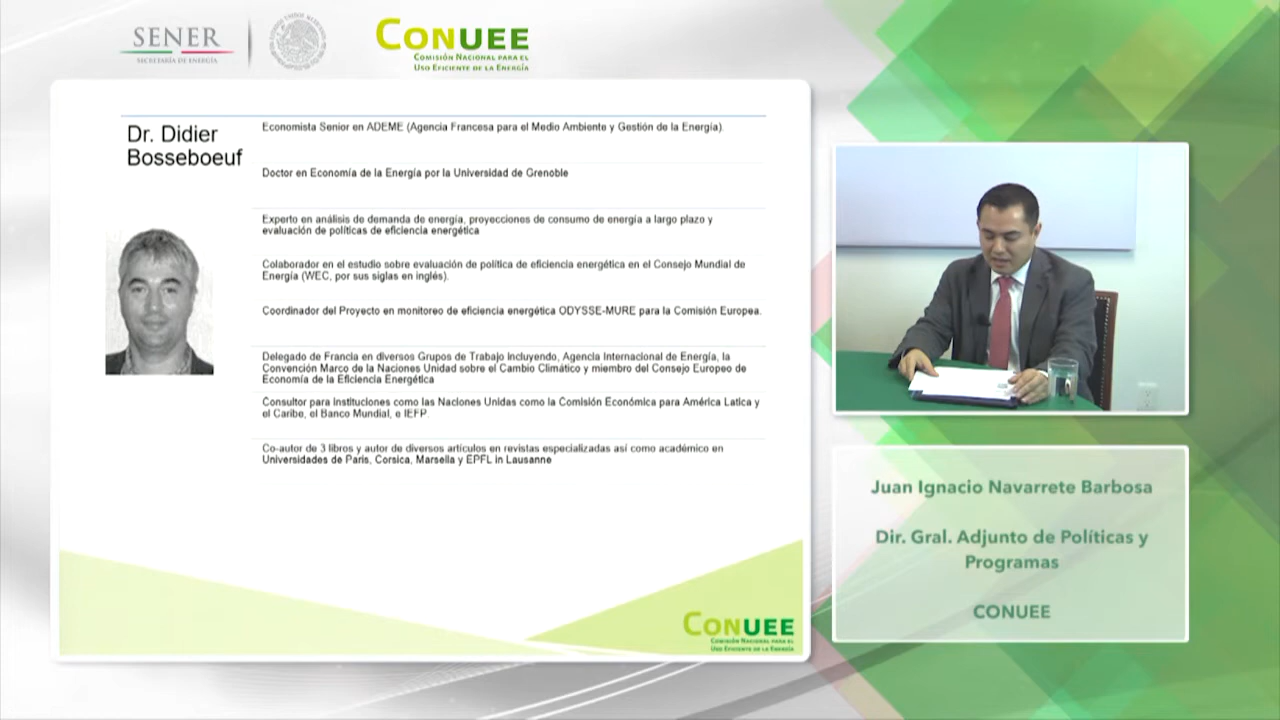 SENER
SECRETARÍA DE ENERGÍA
CONUEE
COMISIÓN NACIONAL PARA EL
USO EFICIENTE DE LA ENERGÍA
Dr. Didier
Bosseboeuf
Economista Senior en ADEME (Agencia Francesa para el Medio Ambiente y Gestión de la Energía).
Doctor en Economía de la Energía por la Universidad de Grenoble
Experto en análisis de demanda de energía, proyecciones de consumo de energía a largo plazo y
evaluación de políticas de eficiencia energética
Colaborador en el estudio sobre evaluación de política de eficiencia energética en el Consejo Mundial de
Energía (WEC, por sus siglas en inglés).
Coordinador del Proyecto en monitoreo de eficiencia energética ODYSSE-MURE para la Comisión Europea.
Delegado de Francia en diversos Grupos de Trabajo incluyendo, Agencia Internacional de Energía, la
Convención Marco de la Naciones Unidad sobre el Cambio Climático y miembro del Consejo Europeo de
Economía de la Eficiencia Energética
Consultor para instituciones como las Naciones Unidas como la Comisión Económica para América Latica y
el Caribe, el Banco Mundial, e IEFP.
Co-autor de 3 libros y autor de diversos artículos en revistas especializadas así como académico en
Universidades de Paris, Corsica, Marsella y EPFL in Lausanne
CONUEE
COMISIÓN NACIONAL PARA EL
USO EFICIENTE DE LA ENERGÍA
Juan Ignacio Navarrete Barbosa
Dir. Gral. Adjunto de Políticas y
Programas
CONUEE